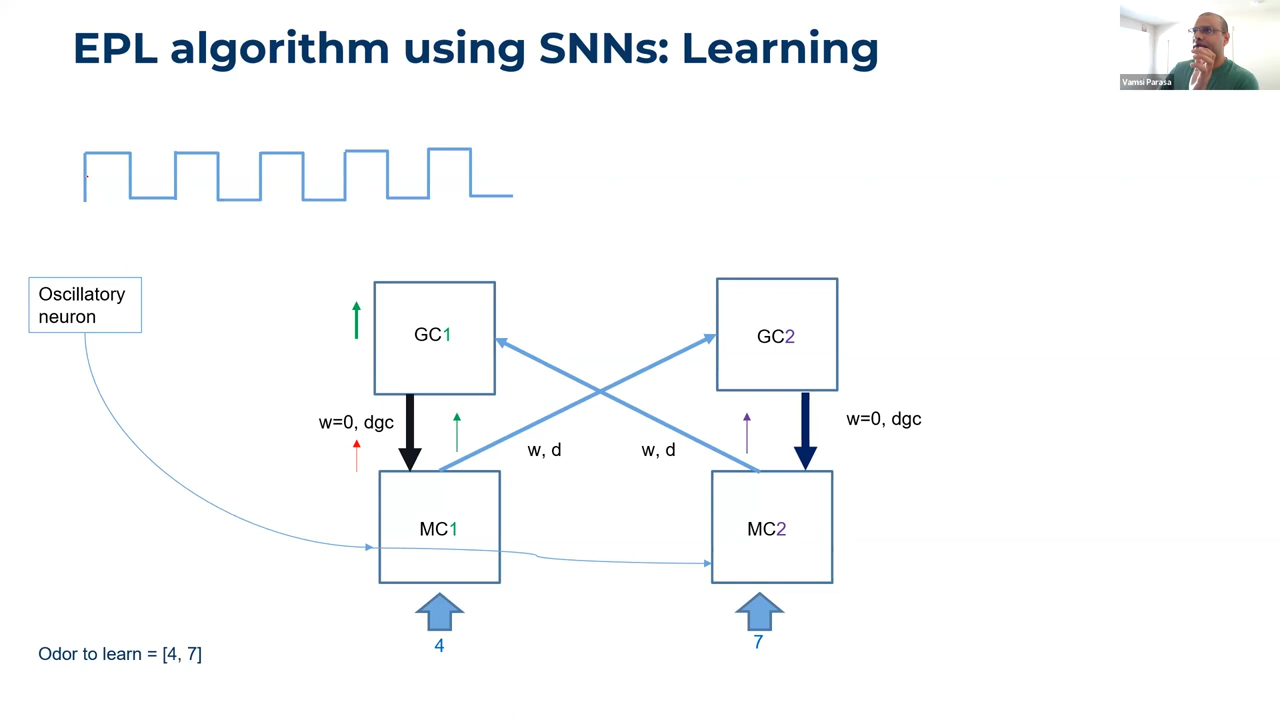 EPL algorithm using SNNs: Learning
Vamsi Parasa
Oscillatory
neuron
GC1
GC2
w=0, dgc
w, d
w, d
w=0, dgc
MC1
MC2
4
7
Odor to learn = [4, 7]